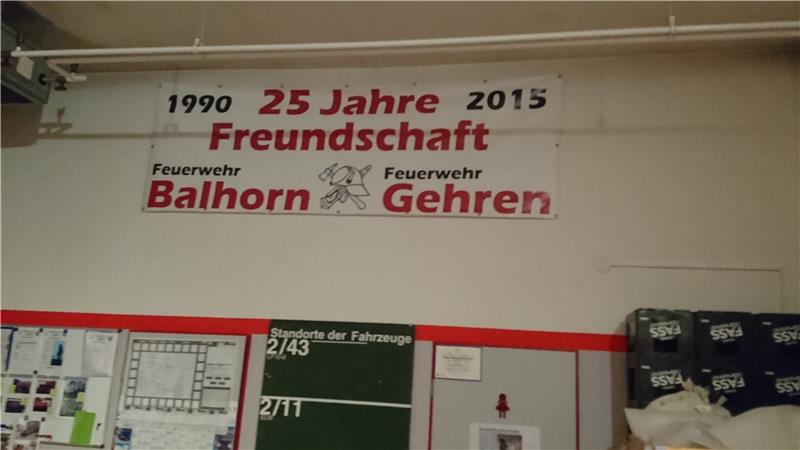 1990 25 Jahre 2015
Freundschaft
Feuerwehr Feuerwehr
Balhorn Gehren
Standorte der Fahrzeuge
2/43
2/11
FASS
FASS
FASS
FASS
FASS
FASS